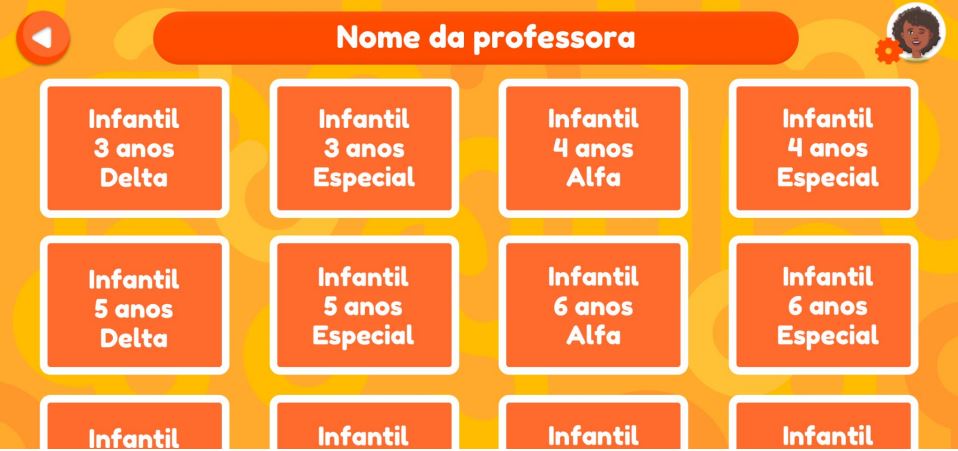 Nome da professora
Infantil
3 anos
Delta
Infantil
3 anos
Especial
Infantil
4 anos
Alfa
Infantil
4 anos
Especial
Infantil
5 anos
Delta
Infantil
5 anos
Especial
Infantil
6 anos
Alfa
Infantil
6 anos
Especial
Infantil
Infantil
Infantil
Infantil